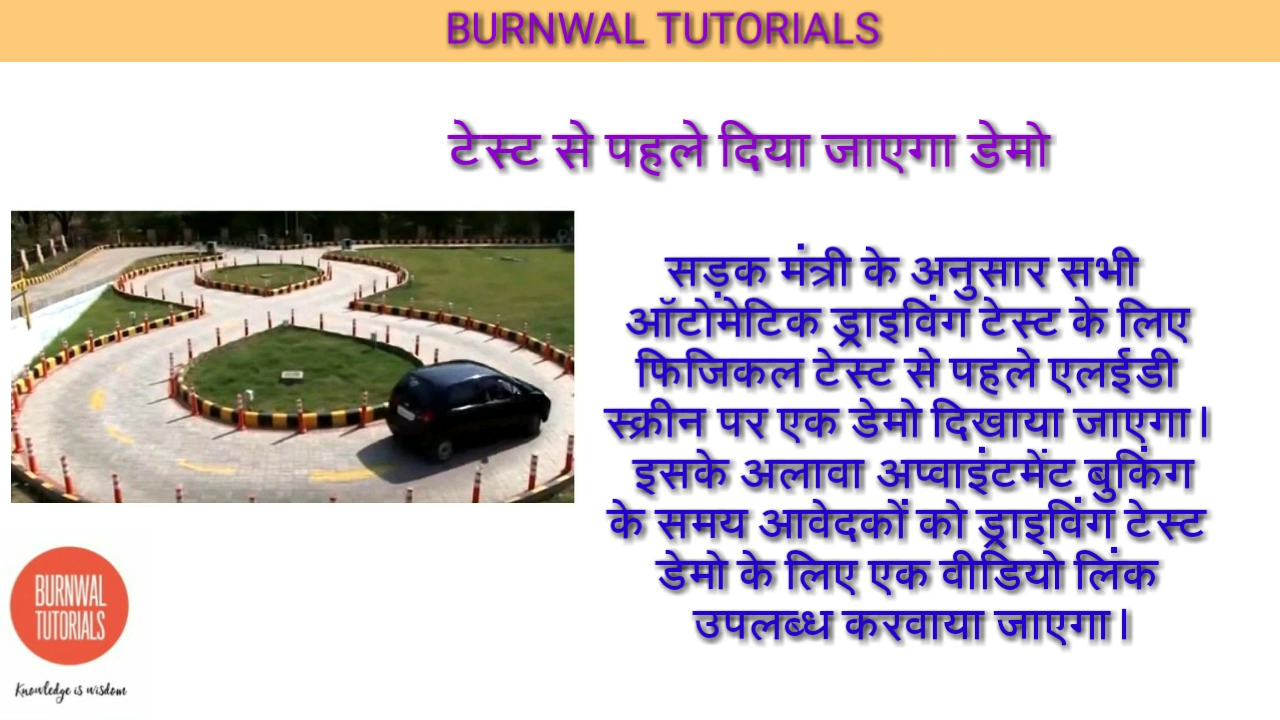 BURNWAL TUTORIALS
टेस्ट से पहले दिया जाएगा डेमो
सड़क मंत्री के अनुसार सभी
ऑटोमेटिक ड्राइविंग टेस्ट के लिए
फिजिकल टेस्ट से पहले एलईडी
स्क्रीन पर एक डेमो दिखाया जाएगा।
इसके अलावा अप्वाइंटमेंट बुकिंग
के समय आवेदकों को ड्राइविंग टेस्ट
डेमो के लिए एक वीडियो लिंक
उपलब्ध करवाया जाएगा।
BURNWAL
TUTORIALS
Knowledge is wisdom